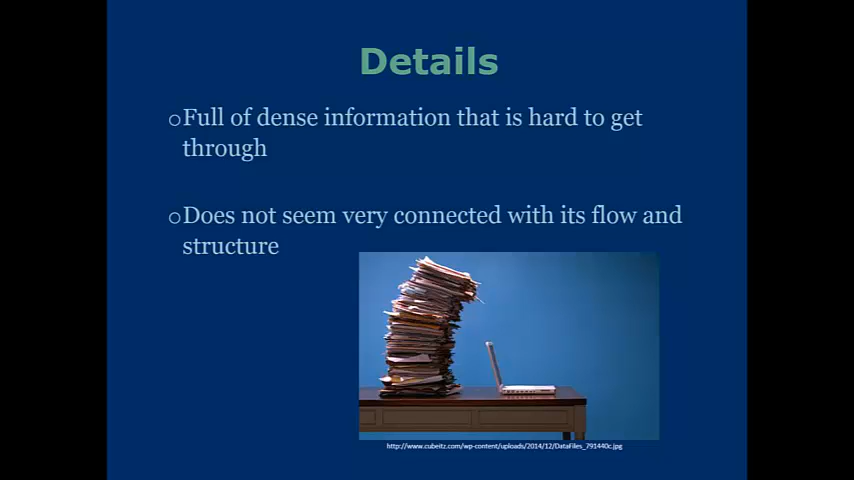 Details
○Full of dense information that is hard to get
through
○Does not seem very connected with its flow and
structure
http://www.cubeitz.com/wp-content/uploads/2014/12/DataFiles_791440c.jpg